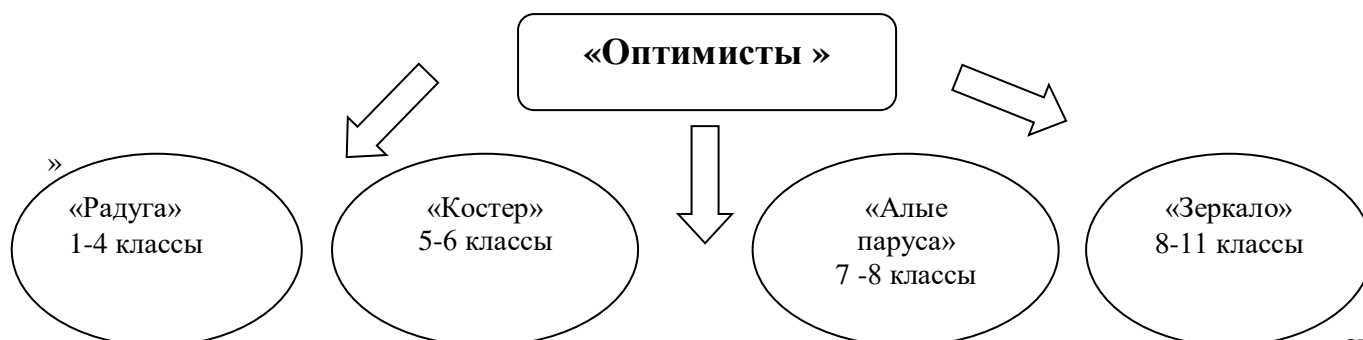 «Оптимисты »
»
«Радуга»
1-4 классы
«Костер»
5-6 классы
«Алые
паруса»
7 -8 классы
«Зеркало»
8-11 классы